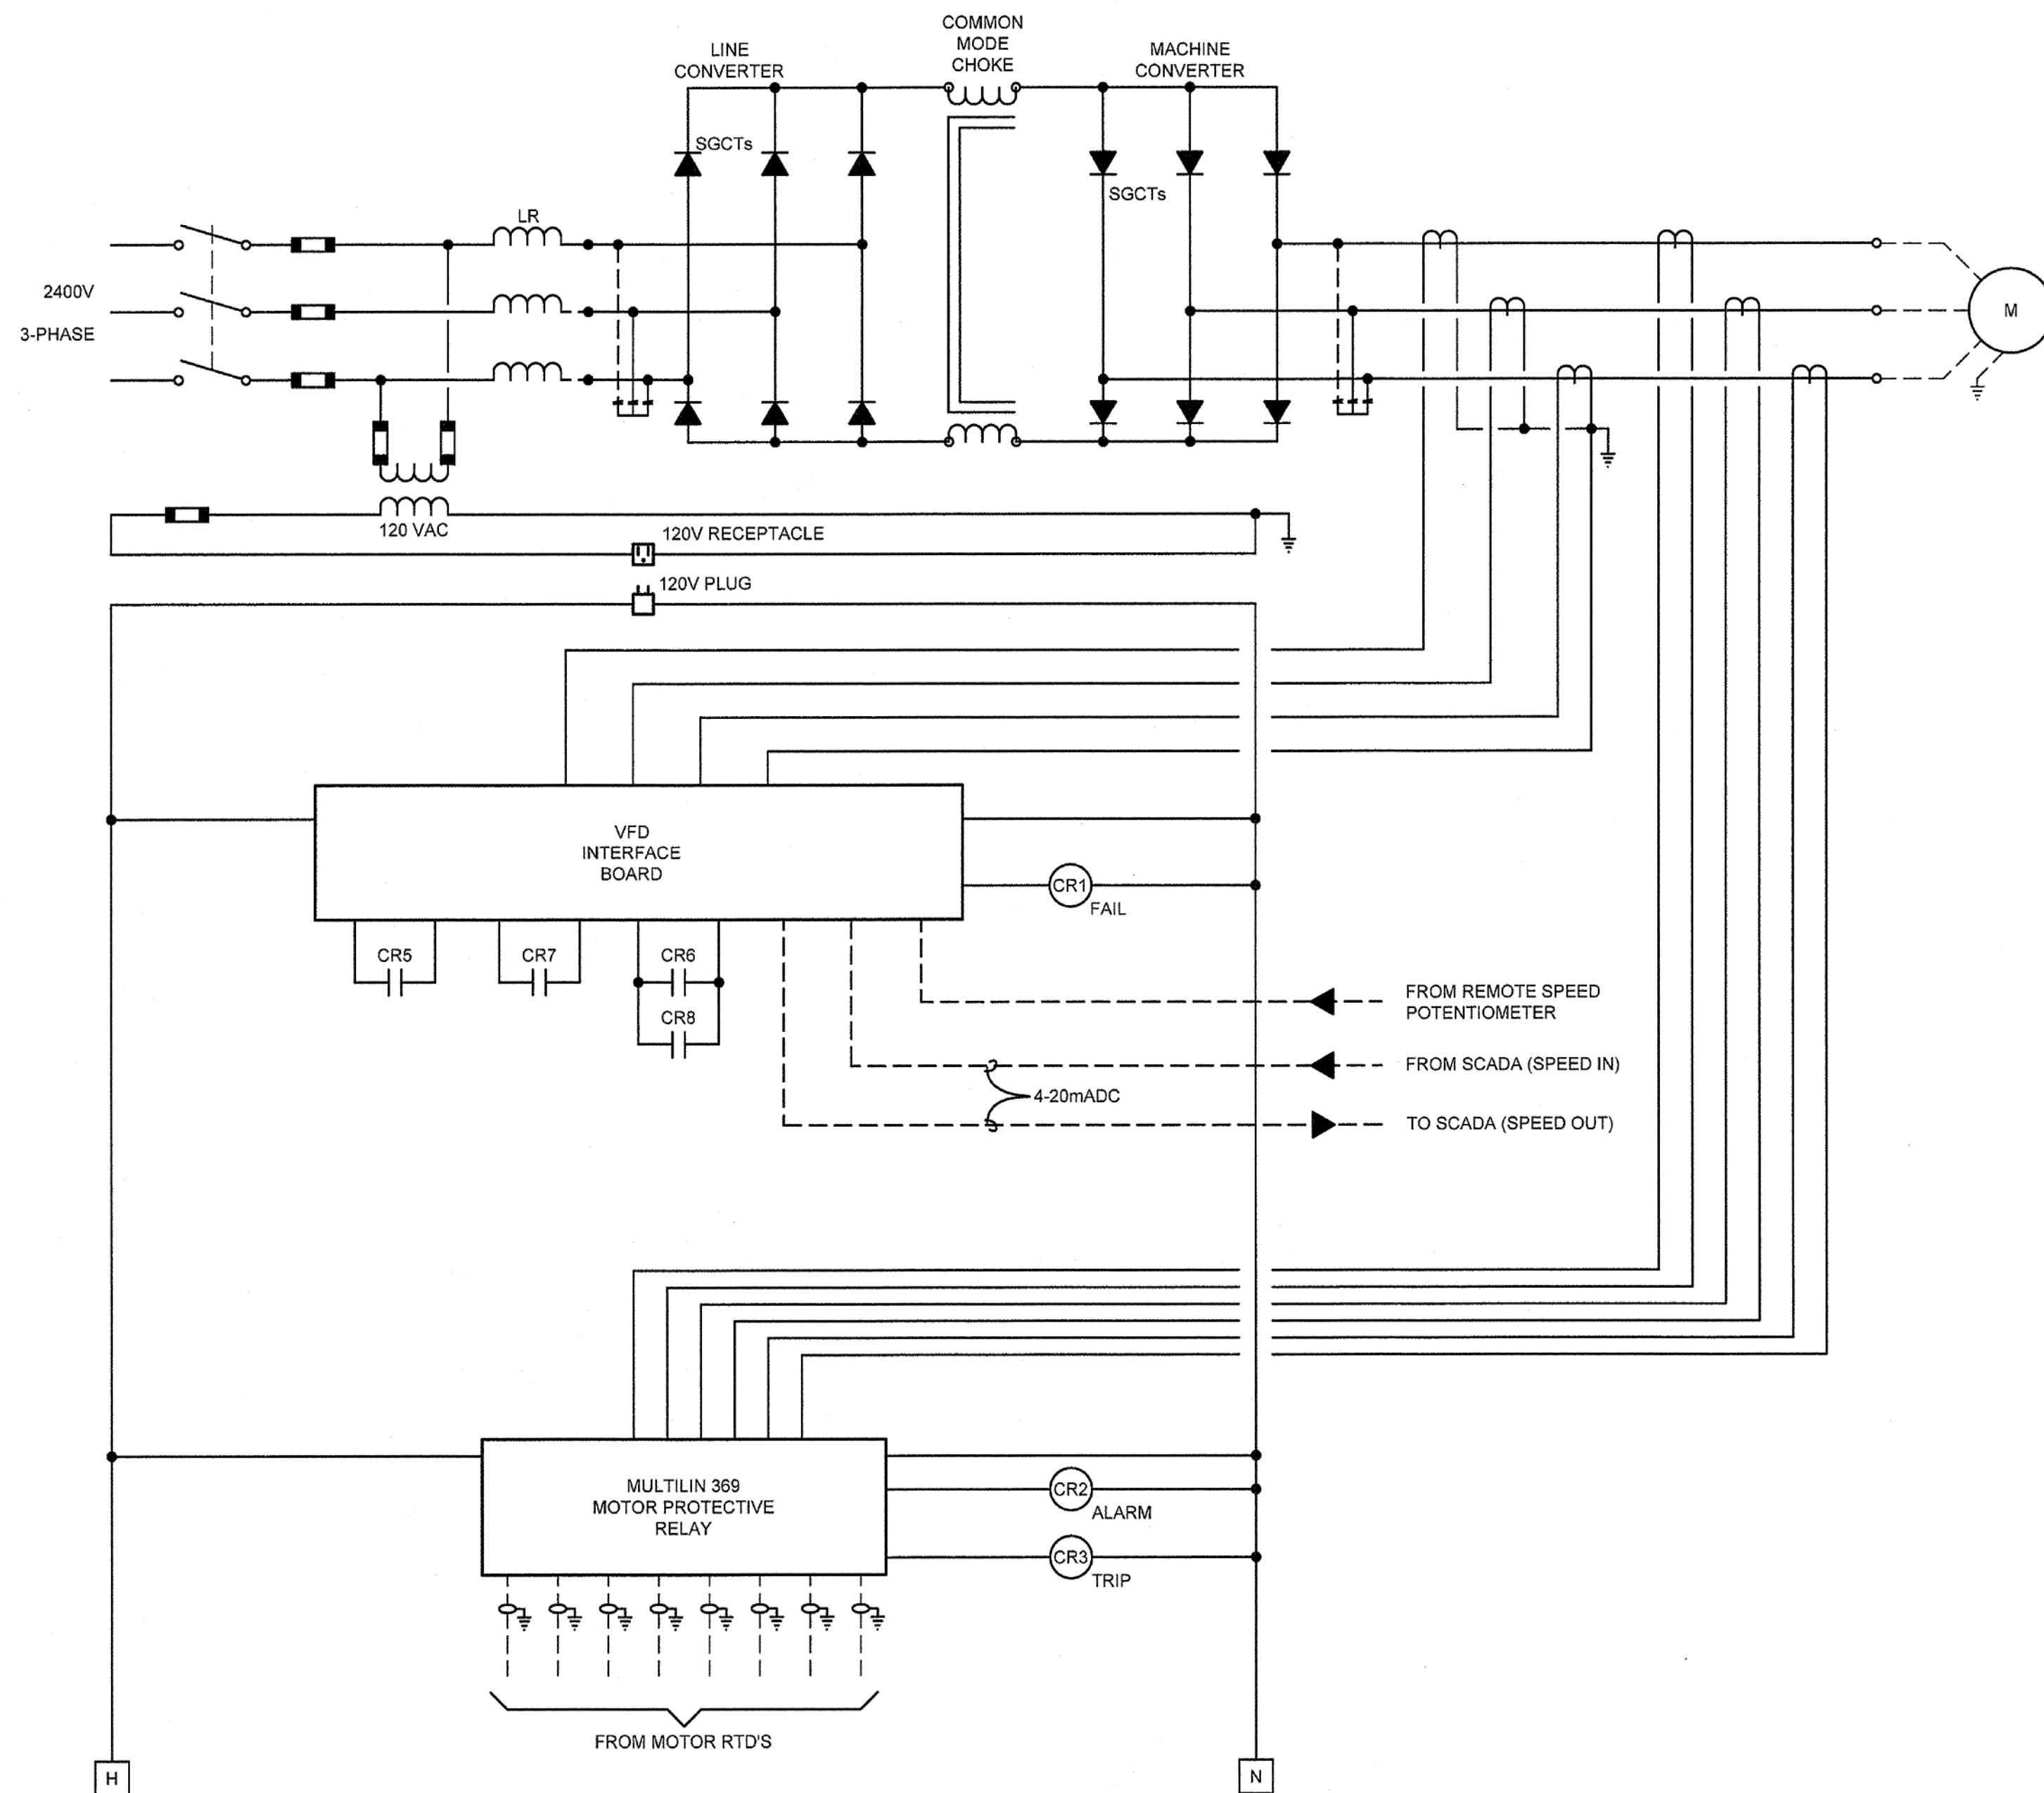 COMMON
MODE
CHOKE
LINE
CONVERTER
MACHINE
CONVERTER
SGCTs
SGCTs
LR
2400V
3-PHASE
M
120 VAC
120V RECEPTACLE
120V PLUG
VFD
INTERFACE
BOARD
CR1
FAIL
CR5
CR7
CR6
CR8
FROM REMOTE SPEED
POTENTIOMETER
FROM SCADA (SPEED IN)
4-20mADC
TO SCADA (SPEED OUT)
MULTILIN 369
MOTOR PROTECTIVE
RELAY
CR2
ALARM
CR3
TRIP
FROM MOTOR RTD'S
H
N